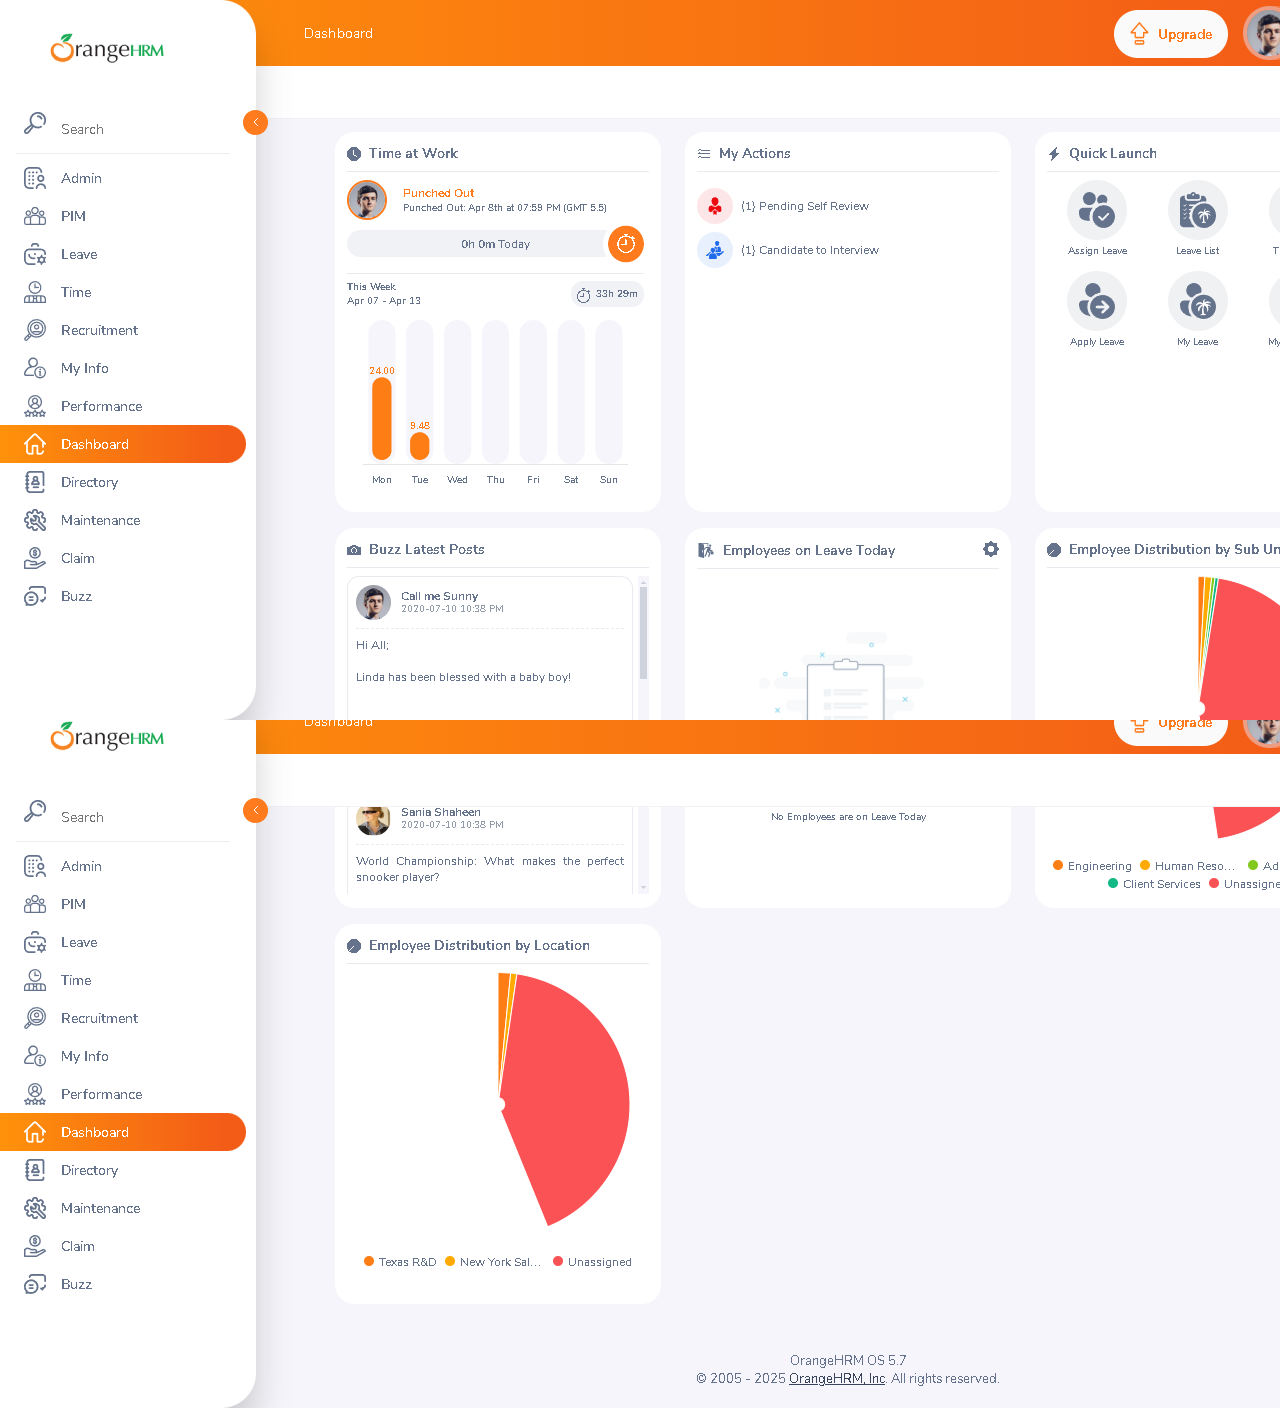 OrangeHRM
Dashboard
Upgrade
Search
Admin
PIM
Leave
Time
Recruitment
My Info
Performance
Dashboard
Directory
Maintenance
Claim
Buzz
Time at Work
Punched Out
Punched Out: Apr 8th at 07:59 PM (GMT 5.5)
0h 0m Today
This Week
Apr 07 - Apr 13
33h 29m
24.00
9.48
Mon Tue Wed Thu Fri Sat Sun
My Actions
(1) Pending Self Review
(1) Candidate to Interview
Quick Launch
Assign Leave
Leave List
T
Apply Leave
My Leave
My
Buzz Latest Posts
Call me Sunny
2020-07-10 10:38 PM
Hi All;
Linda has been blessed with a baby boy!
Employees on Leave Today
Employee Distribution by Sub Un
OrangeHRM
Dashboard
Upgrade
Search
Admin
PIM
Leave
Time
Recruitment
My Info
Performance
Dashboard
Directory
Maintenance
Claim
Buzz
Sania Shaheen
2020-07-10 10:38 PM
World Championship: What makes the perfect
snooker player?
No Employees are on Leave Today
Engineering Human Reso... Ad
Client Services Unassigne
Employee Distribution by Location
Texas R&D New York Sal... Unassigned
OrangeHRM OS 5.7
© 2005 - 2025 OrangeHRM, Inc. All rights reserved.